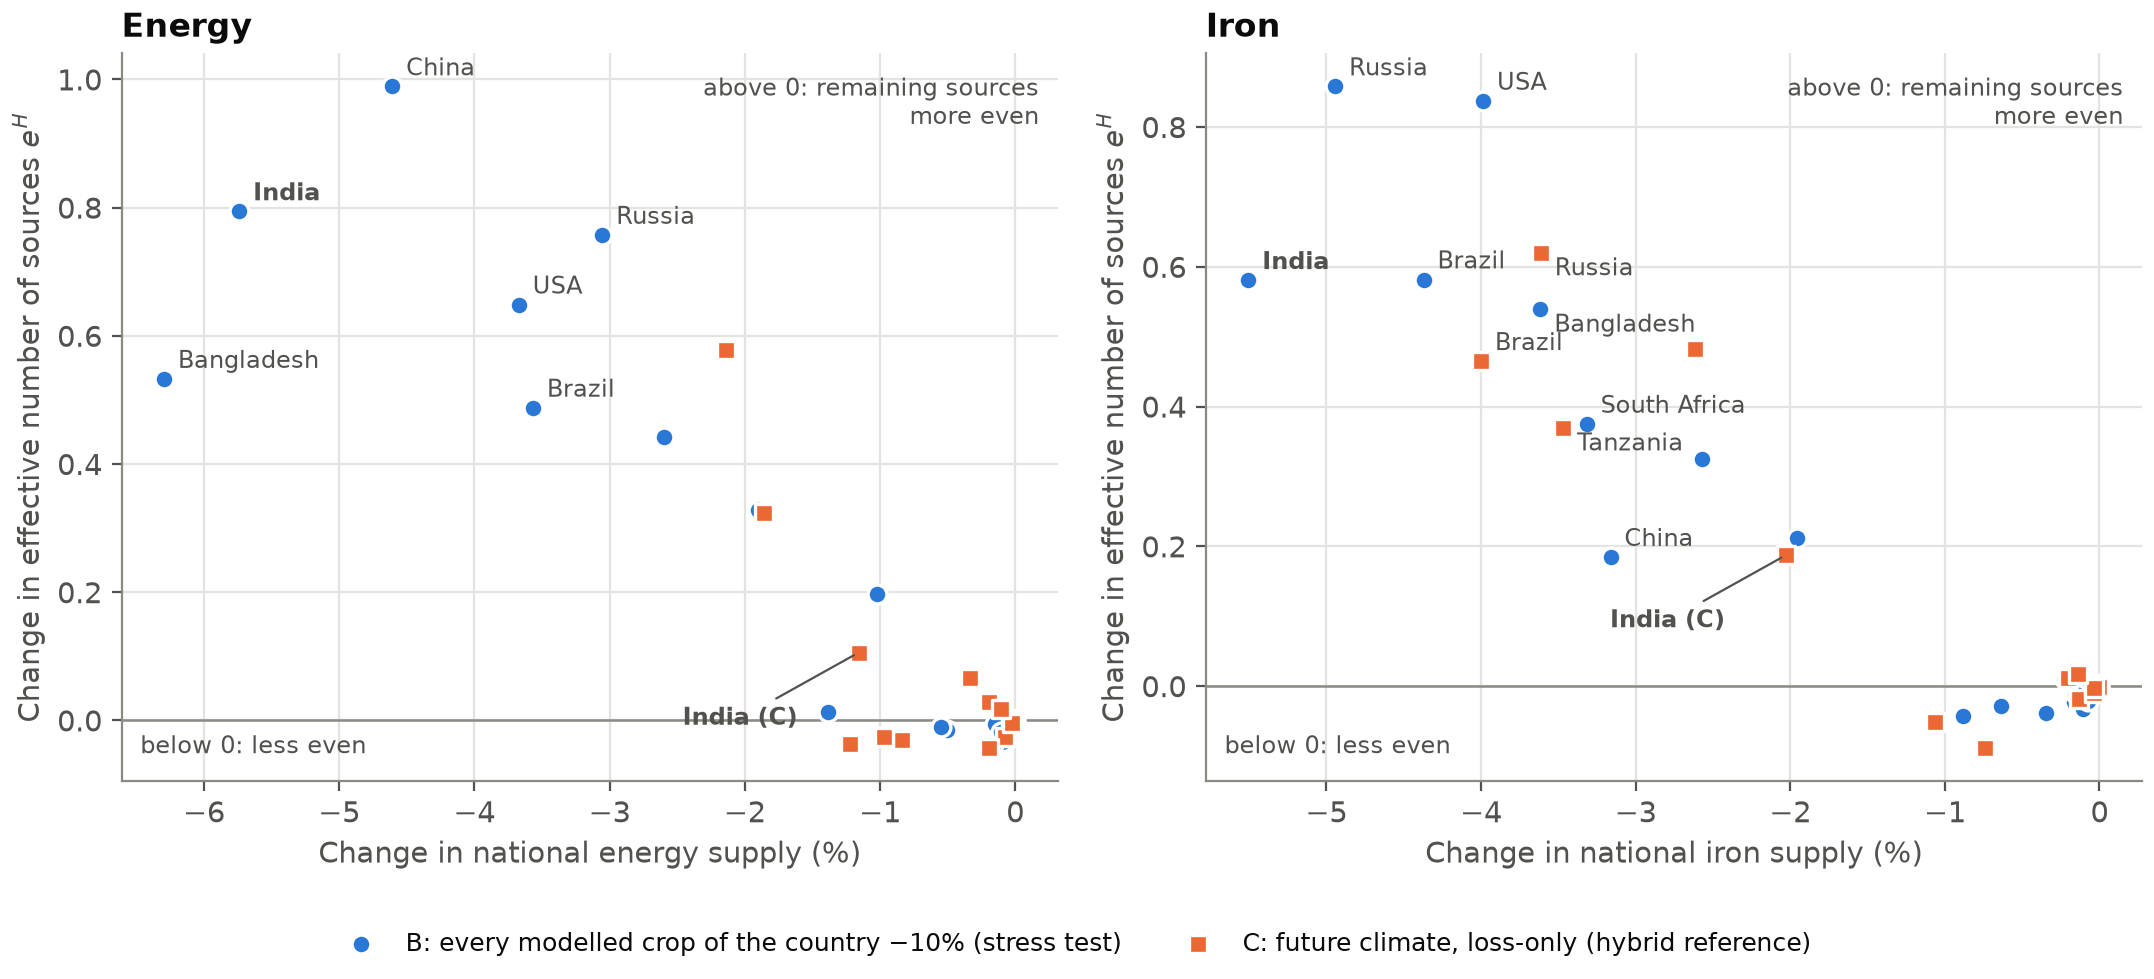 Energy
Change in effective number of sources e^H
1.0
0.8
0.6
0.4
0.2
0.0
China
above 0: remaining sources
more even
India
Russia
USA
Bangladesh
Brazil
India (C)
below 0: less even
−6
−5
−4
−3
−2
−1
0
Change in national energy supply (%)
Iron
Change in effective number of sources e^H
0.8
0.6
0.4
0.2
0.0
Russia
USA
above 0: remaining sources
more even
India
Brazil
Russia
Bangladesh
Brazil
South Africa
Tanzania
China
India (C)
below 0: less even
−5
−4
−3
−2
−1
0
Change in national iron supply (%)
B: every modelled crop of the country −10% (stress test)
C: future climate, loss-only (hybrid reference)